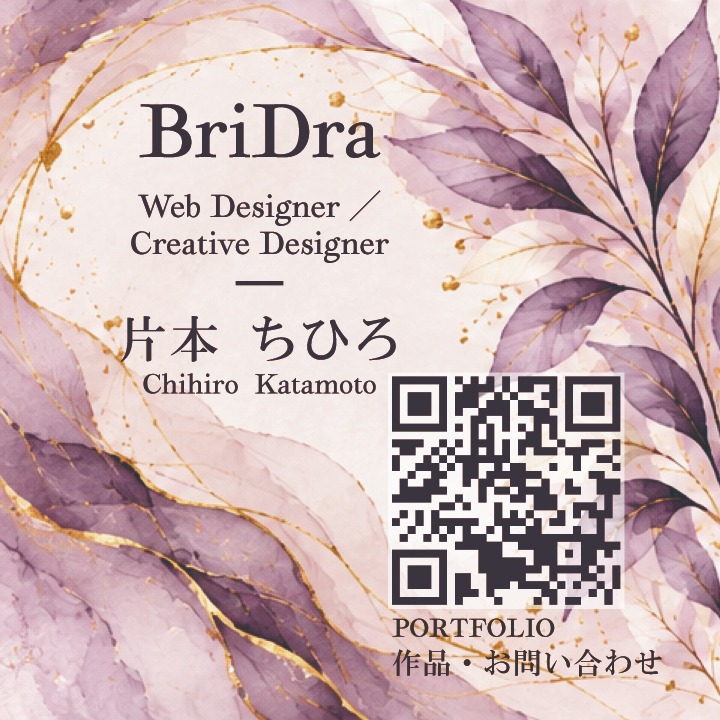 BriDra
Web Designer ／
Creative Designer
片本 ちひろ
Chihiro Katamoto
PORTFOLIO
作品・お問い合わせ